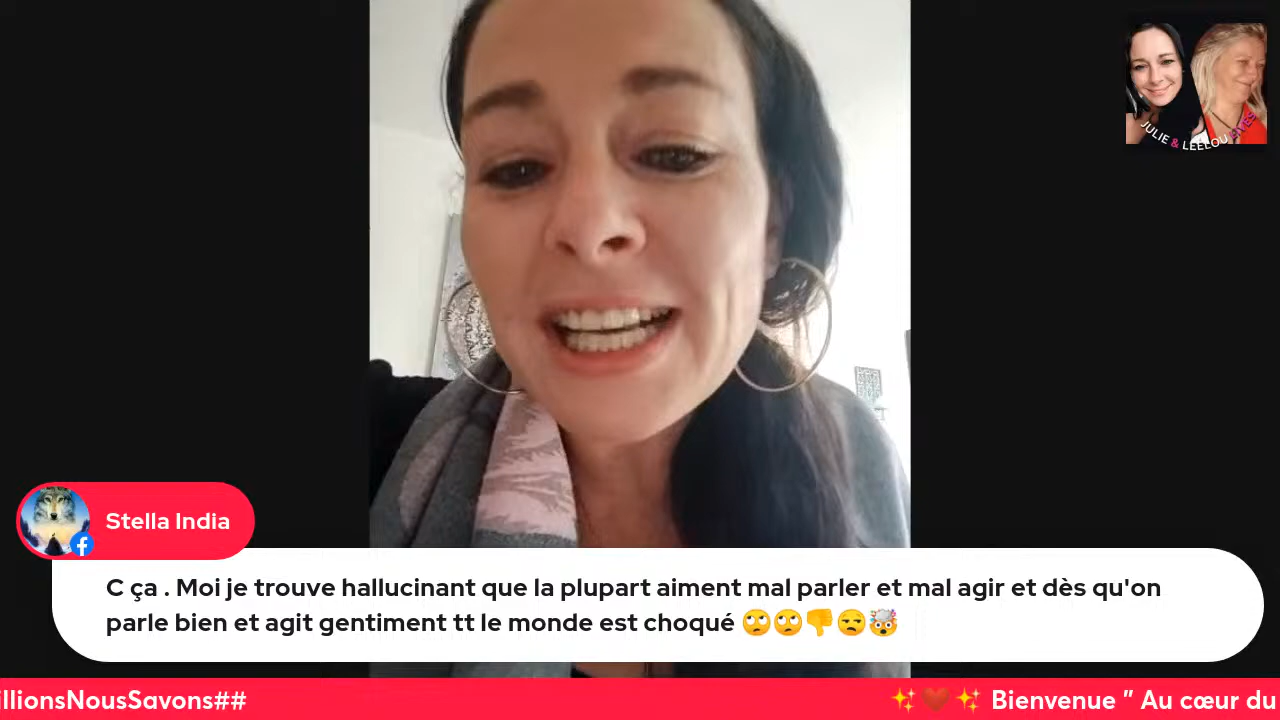 JULIE & LEELOU
Stella India
C ça . Moi je trouve hallucinant que la plupart aiment mal parler et mal agir et dès qu'on
parle bien et agit gentiment tt le monde est choqué 🙄🙄👎😒🤯
illionsNousSavons## ✨❤️✨ Bienvenue " Au cœur du